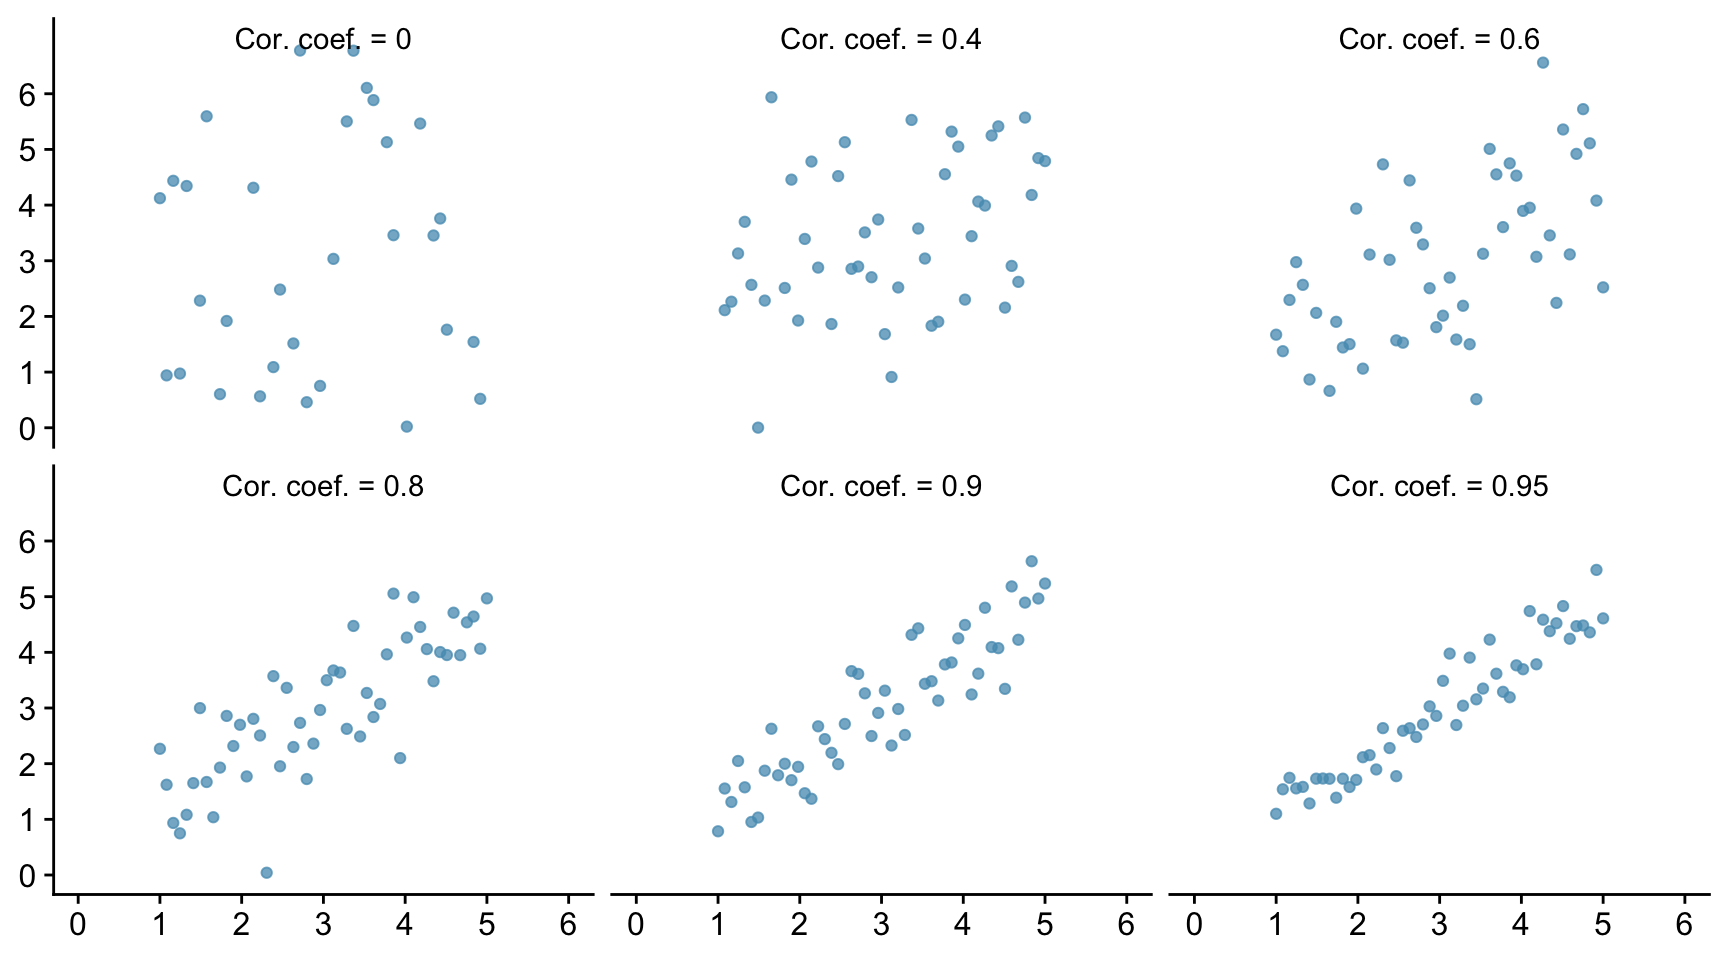 Cor. coef. = 0
Cor. coef. = 0.4
Cor. coef. = 0.6
6
5
4
3
2
1
0
Cor. coef. = 0.8
Cor. coef. = 0.9
Cor. coef. = 0.95
6
5
4
3
2
1
0
0 1 2 3 4 5 6
0 1 2 3 4 5 6
0 1 2 3 4 5 6